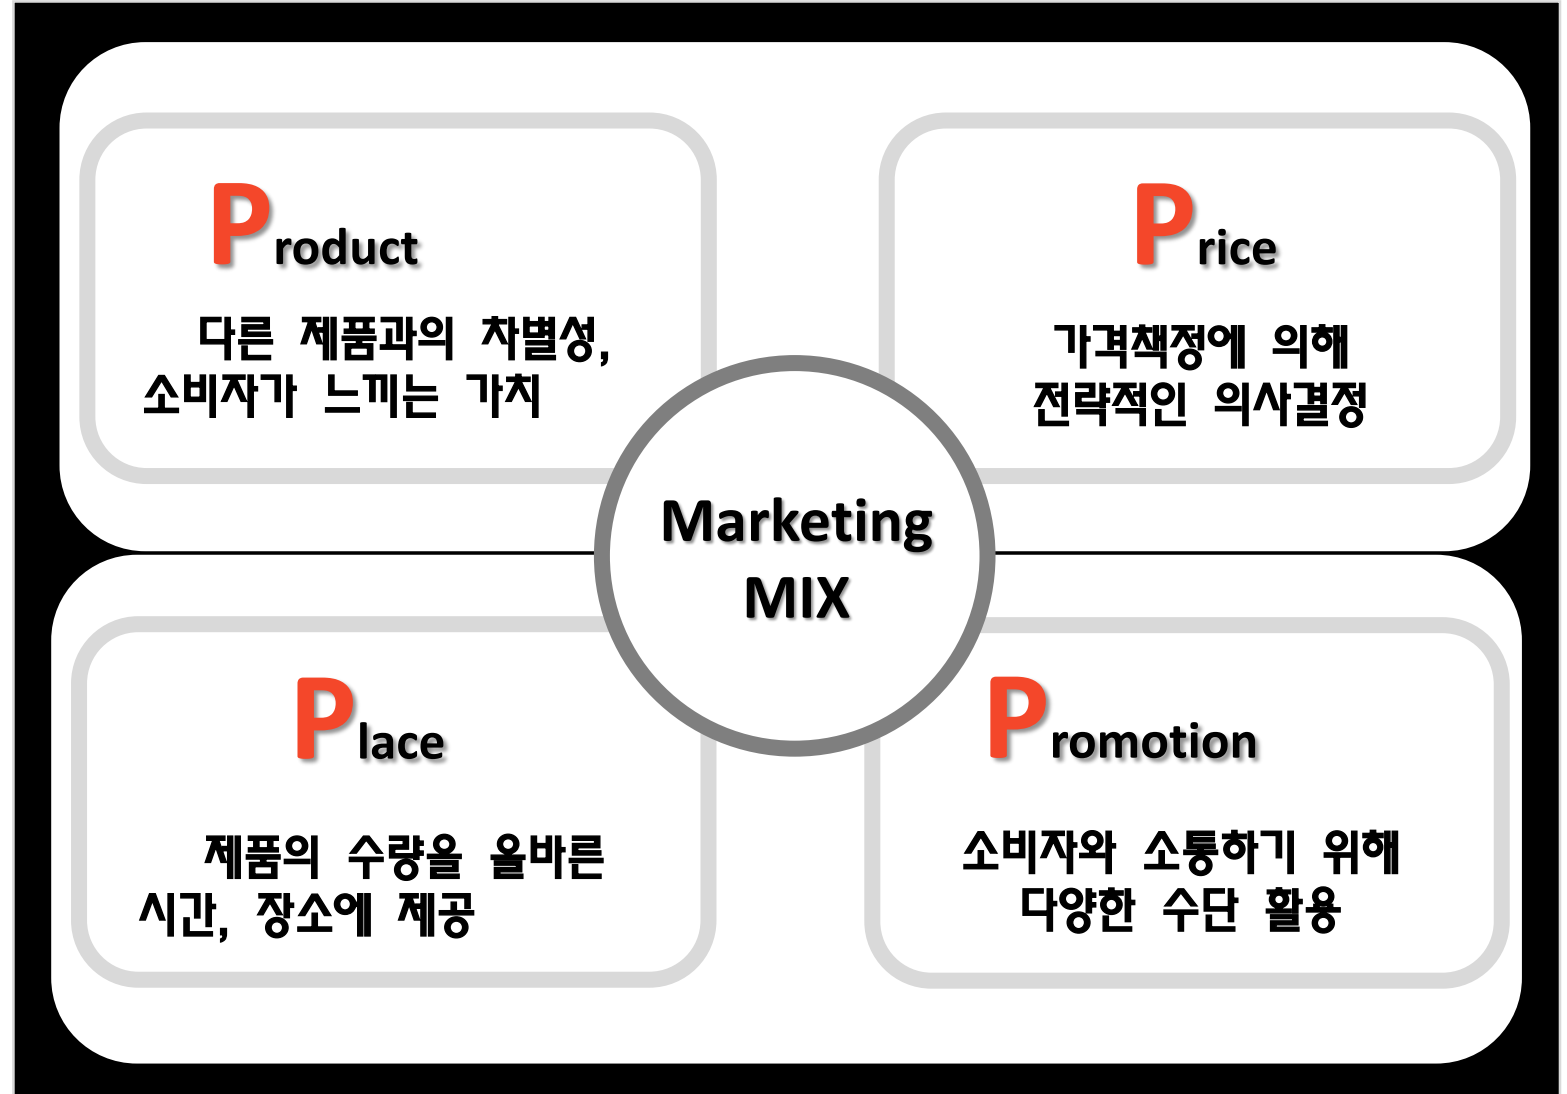 Product
다른 제품과의 차별성,
소비자가 느끼는 가치
Price
가격책정에 의해
전략적인 의사결정
Marketing
MIX
Place
제품의 수량을 올바른
시간, 장소에 제공
Promotion
소비자와 소통하기 위해
다양한 수단 활용